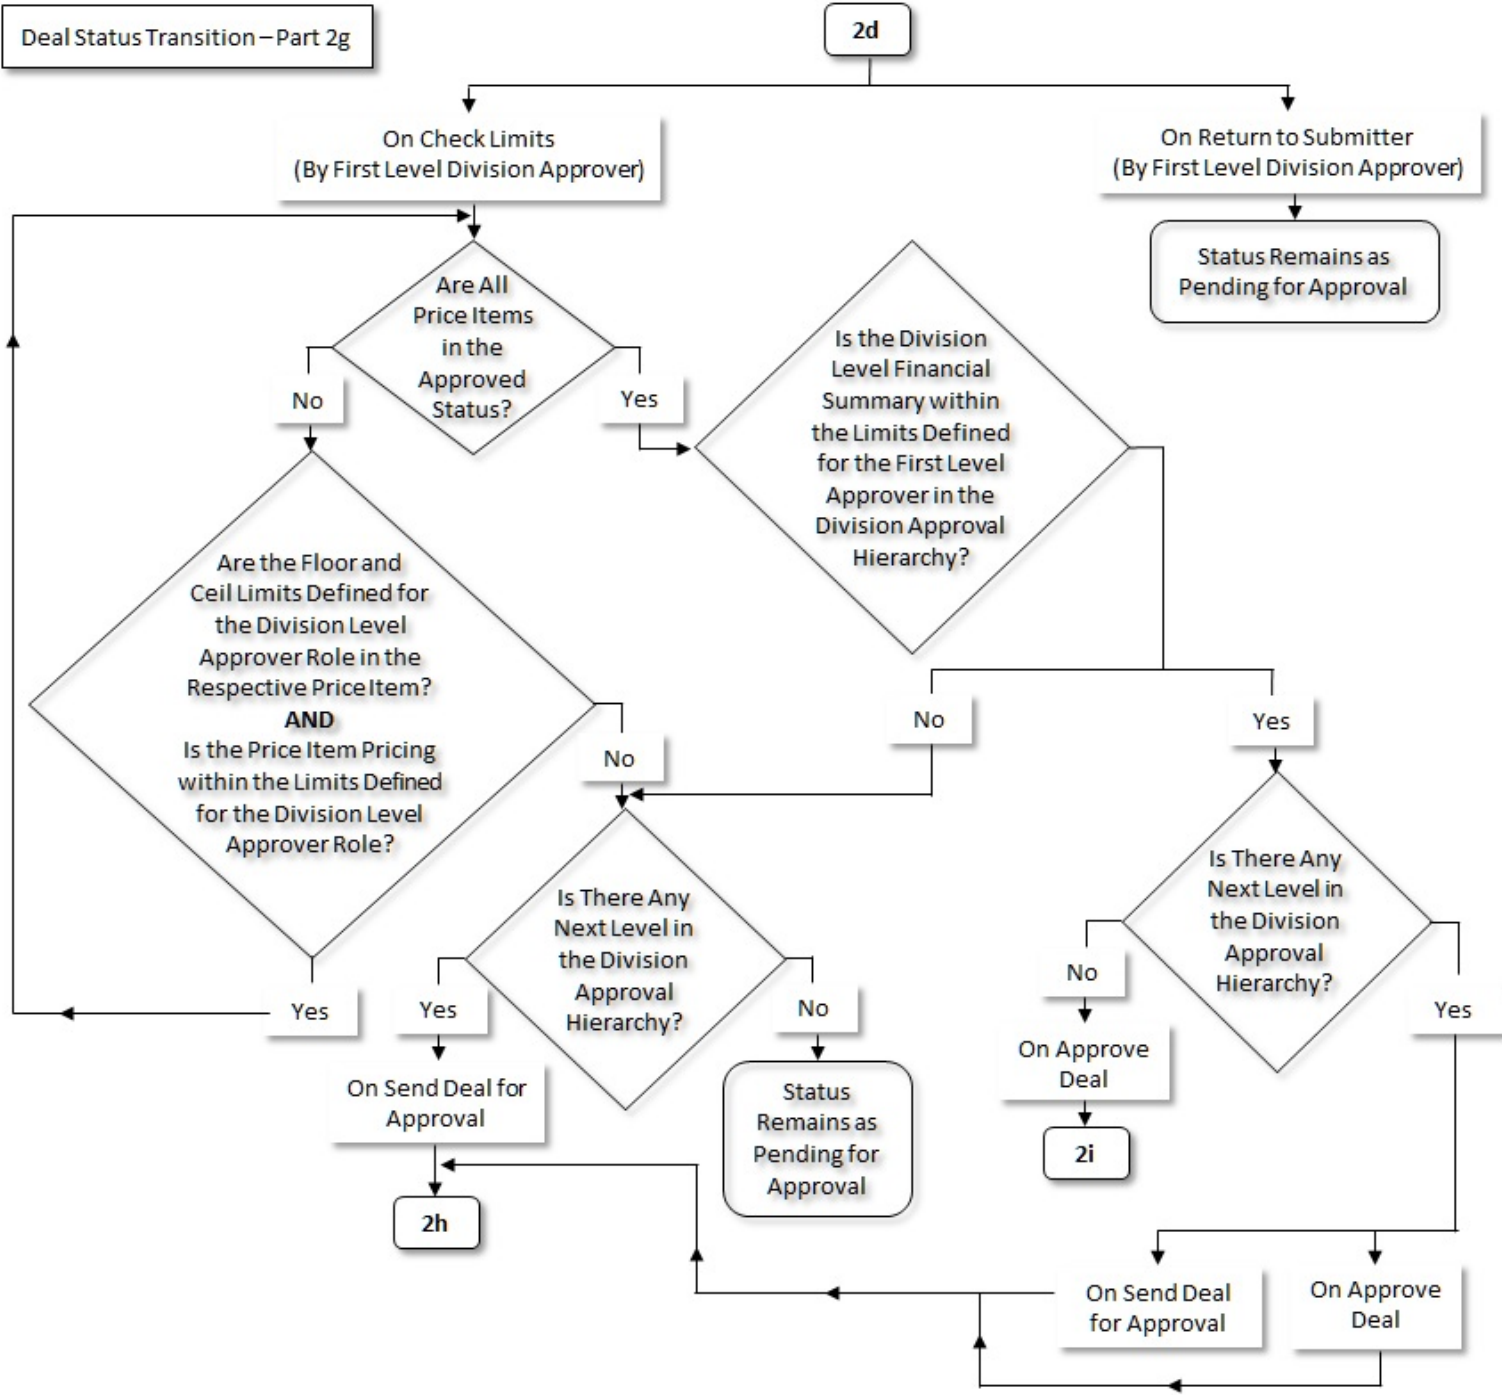 Deal Status Transition – Part 2g
2d
On Check Limits
(By First Level Division Approver)
On Return to Submitter
(By First Level Division Approver)
Status Remains as
Pending for Approval
Are All
Price Items
in the
Approved
Status?
No
Yes
Is the Division
Level Financial
Summary within
the Limits Defined
for the First Level
Approver in the
Division Approval
Hierarchy?
Are the Floor and
Ceil Limits Defined for
the Division Level
Approver Role in the
Respective Price Item?
AND
Is the Price Item Pricing
within the Limits Defined
for the Division Level
Approver Role?
No
No
Yes
Yes
Is There Any
Next Level in
the Division
Approval
Hierarchy?
Yes
No
On Send Deal for
Approval
2h
Status
Remains as
Pending for
Approval
Is There Any
Next Level in
the Division
Approval
Hierarchy?
No
Yes
On Approve
Deal
2i
On Send Deal
for Approval
On Approve
Deal